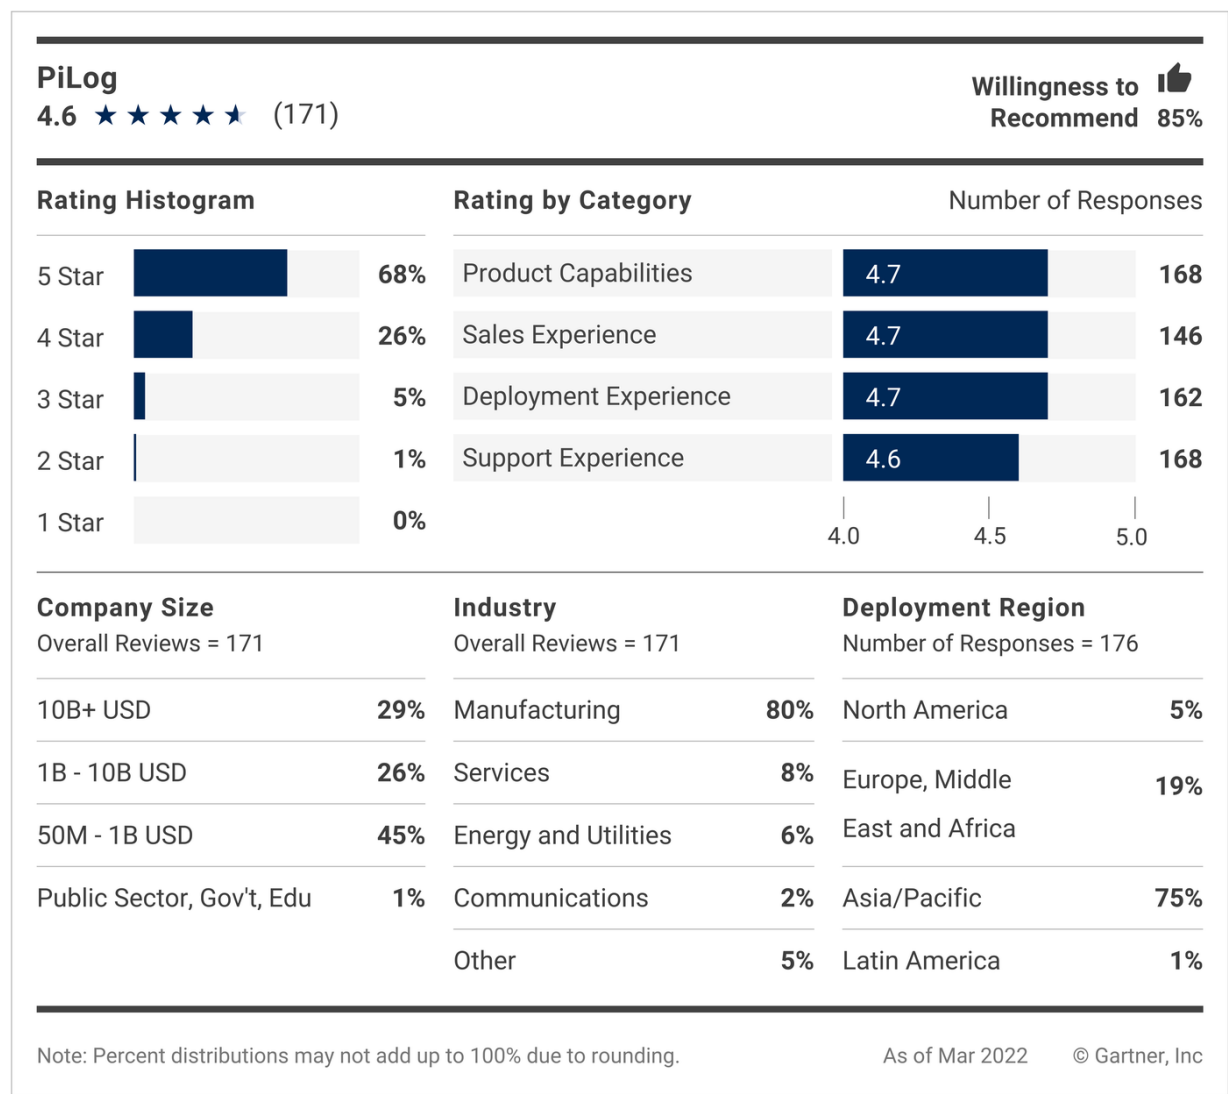 PiLog
4.6 ★ ★ ★ ★ ★ (171)
Willingness to
Recommend 85%
Rating Histogram
5 Star 68%
4 Star 26%
3 Star 5%
2 Star 1%
1 Star 0%
Rating by Category Number of Responses
Product Capabilities 4.7 168
Sales Experience 4.7 146
Deployment Experience 4.7 162
Support Experience 4.6 168
4.0 4.5 5.0
Company Size
Overall Reviews = 171
10B+ USD 29%
1B - 10B USD 26%
50M - 1B USD 45%
Public Sector, Gov't, Edu 1%
Industry
Overall Reviews = 171
Manufacturing 80%
Services 8%
Energy and Utilities 6%
Communications 2%
Other 5%
Deployment Region
Number of Responses = 176
North America 5%
Europe, Middle 19%
East and Africa
Asia/Pacific 75%
Latin America 1%
Note: Percent distributions may not add up to 100% due to rounding. As of Mar 2022 © Gartner, Inc